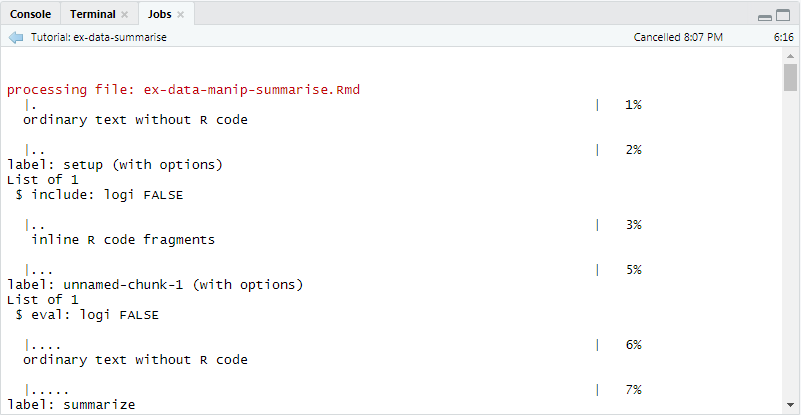 Console Terminal × Jobs ×
Tutorial: ex-data-summarise Cancelled 8:07 PM 6:16
processing file: ex-data-manip-summarise.Rmd
|. | 1%
ordinary text without R code
|.. | 2%
label: setup (with options)
List of 1
$ include: logi FALSE
|.. | 3%
inline R code fragments
|... | 5%
label: unnamed-chunk-1 (with options)
List of 1
$ eval: logi FALSE
|.... | 6%
ordinary text without R code
|..... | 7%
label: summarize